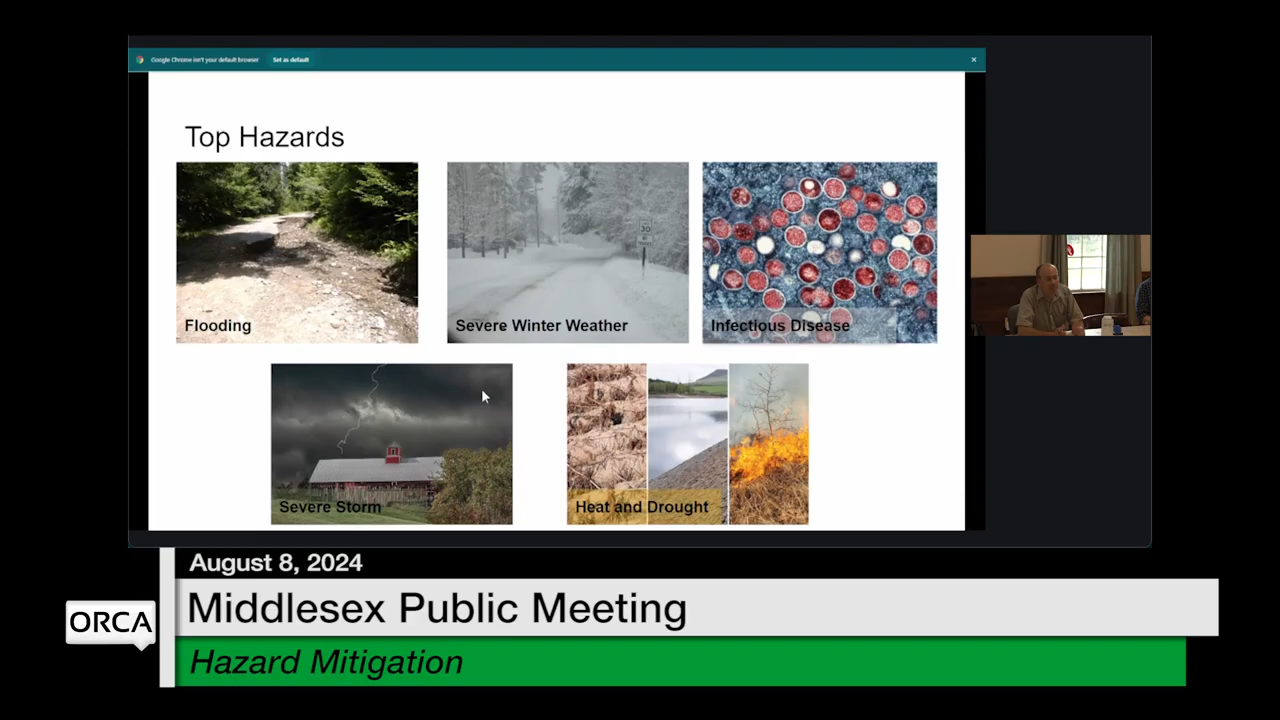 Google Chrome isn't your default browser Set as default
Top Hazards
30
Flooding
Severe Winter Weather
Infectious Disease
Severe Storm
Heat and Drought
August 8, 2024
Middlesex Public Meeting
ORCA
Hazard Mitigation